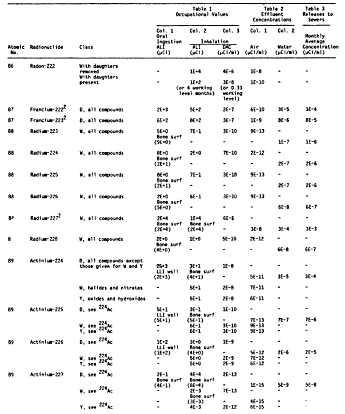 Table 1 Table 2 Table 3
Occupational Values Effluent Concentrations Releases to Sewers
Col. 1 Col. 2 Col. 3 Col. 1 Col. 2
Oral Ingestion Inhalation Monthly Average
Atomic No. Radionuclide Class ALI (µCi) ALI (µCi) DAC (µCi/ml) Air (µCi/ml) Water (µCi/ml) Concentration (µCi/ml)
86 Radon-222 With daughters removed - 1E+4 4E-6 1E-8 - -
With daughters present - 1E+2 3E-8 1E-10 - -
(or 4 working level months) (or 0.33 working level)
87 Francium-222² D, all compounds 2E+3 5E+2 2E-7 6E-10 3E-5 3E-4
87 Francium-223² D, all compounds 6E+2 8E+2 3E-7 1E-9 8E-6 8E-5
88 Radium-223 W, all compounds 5E+0 7E-1 3E-10 9E-13 - -
Bone surf
(9E+0) - - - 1E-7 1E-6
88 Radium-224 W, all compounds 8E+0 2E+0 7E-10 2E-12 - -
Bone surf
(2E+1) - - - 2E-7 2E-6
88 Radium-225 W, all compounds 8E+0 7E-1 3E-10 9E-13 - -
Bone surf
(2E+1) - - - 2E-7 2E-6
88 Radium-226 W, all compounds 2E+0 6E-1 3E-10 9E-13 - -
Bone surf
(5E+0) - - - 6E-8 6E-7
Radium-227² W, all compounds 2E+4 1E+4 6E-6 - - -
Bone surf Bone surf
(2E+4) (2E+4) - 3E-8 3E-4 3E-3
8 Radium-228 W, all compounds 2E+0 1E+0 5E-10 2E-12 - -
Bone surf
(4E+0) - - - 6E-8 6E-7
89 Actinium-224 D, all compounds except those given for W and Y 2E+3 3E+1 1E-8 - - -
LLI wall Bone surf
(2E+3) (4E+1) - 5E-11 3E-5 3E-4
W, halides and nitrates - 5E+1 2E-8 7E-11 - -
Y, oxides and hydroxides - 5E+1 2E-8 6E-11 - -
89 Actinium-225 D, see ²²⁴Ac 5E+1 3E-1 1E-10 - - -
LLI wall Bone surf
(5E+1) (5E-1) - 7E-13 7E-7 7E-6
W, see ²²⁴Ac - 6E-1 3E-10 9E-13 - -
Y, see ²²⁴Ac - 6E-1 3E-10 9E-13 - -
89 Actinium-226 D, see ²²⁴Ac 1E+2 3E+0 1E-9 - - -
LLI wall Bone surf
(1E+2) (4E+0) - 5E-12 2E-6 2E-5
W, see ²²⁴Ac - 5E+0 2E-9 7E-12 - -
Y, see ²²⁴Ac - 5E+0 2E-9 6E-12 - -
89 Actinium-227 D, see ²²⁴Ac 2E-1 4E-4 2E-13 - - -
Bone surf Bone surf
(4E-1) (8E-4) - 1E-15 5E-9 5E-8
W, see ²²⁴Ac - 2E-3 7E-13 - - -
Bone surf
(3E-3) - 4E-15 - -
Y, see ²²⁴Ac - 4E-3 2E-12 6E-15 - -